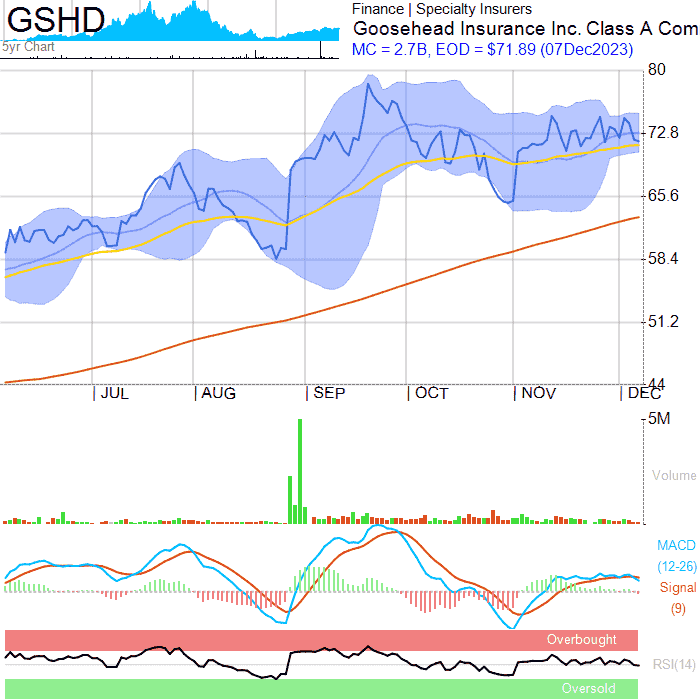 GSHD
5yr Chart
Finance | Specialty Insurers
Goosehead Insurance Inc. Class A Com
MC = 2.7B, EOD = $71.89 (07Dec2023)
80
72.8
65.6
58.4
51.2
44
JUL
AUG
SEP
OCT
NOV
DEC
5M
Volume
MACD
(12-26)
Signal
(9)
Overbought
RSI(14)
Oversold